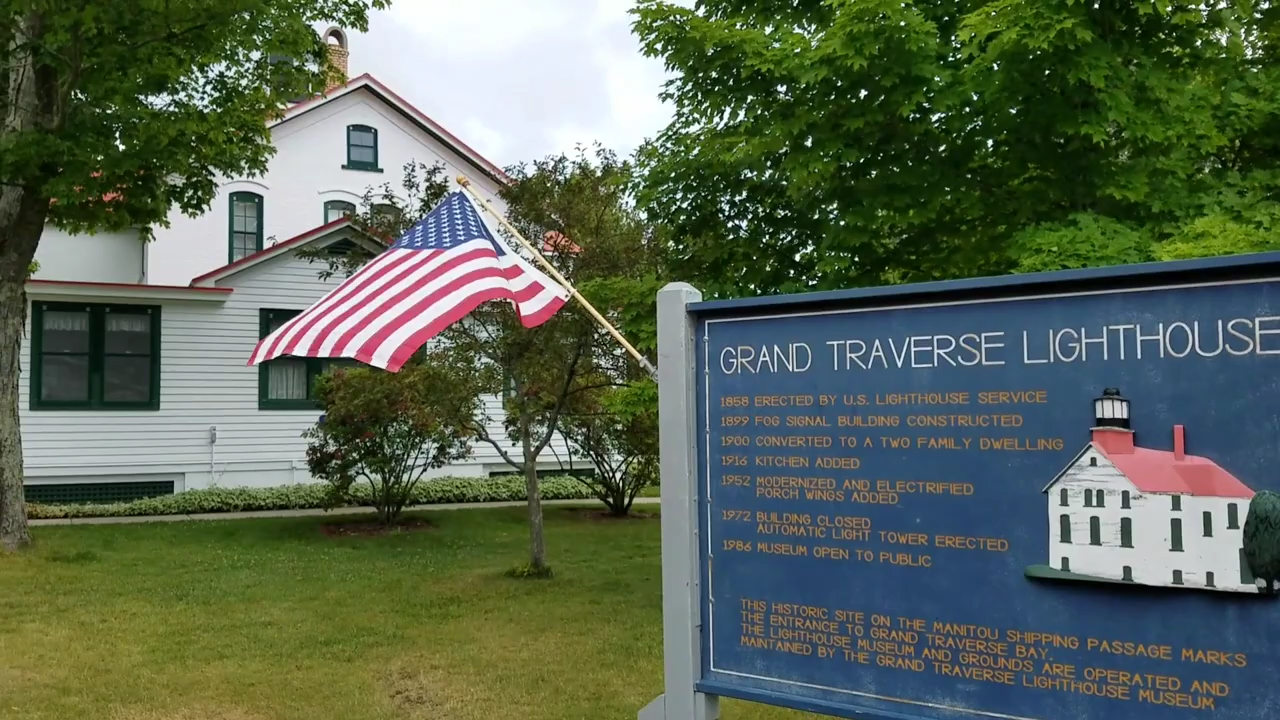 GRAND TRAVERSE LIGHTHOUSE
1858 ERECTED BY U.S. LIGHTHOUSE SERVICE
1899 FOG SIGNAL BUILDING CONSTRUCTED
1900 CONVERTED TO A TWO FAMILY DWELLING
1916 KITCHEN ADDED
1952 MODERNIZED AND ELECTRIFIED
PORCH WINGS ADDED
1972 BUILDING CLOSED
AUTOMATIC LIGHT TOWER ERECTED
1986 MUSEUM OPEN TO PUBLIC
THIS HISTORIC SITE ON THE MANITOU SHIPPING PASSAGE MARKS
THE ENTRANCE TO GRAND TRAVERSE BAY.
THE LIGHTHOUSE MUSEUM AND GROUNDS ARE OPERATED AND
MAINTAINED BY THE GRAND TRAVERSE LIGHTHOUSE MUSEUM